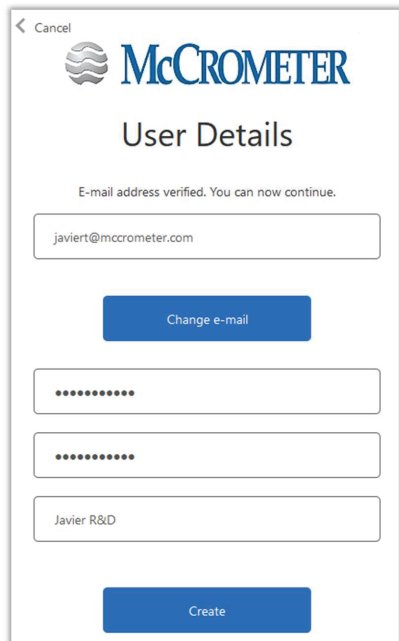 Cancel
McCROMETER
User Details
E-mail address verified. You can now continue.
javiert@mccrometer.com
Change e-mail
•••••••••••
•••••••••••
Javier R&D
Create